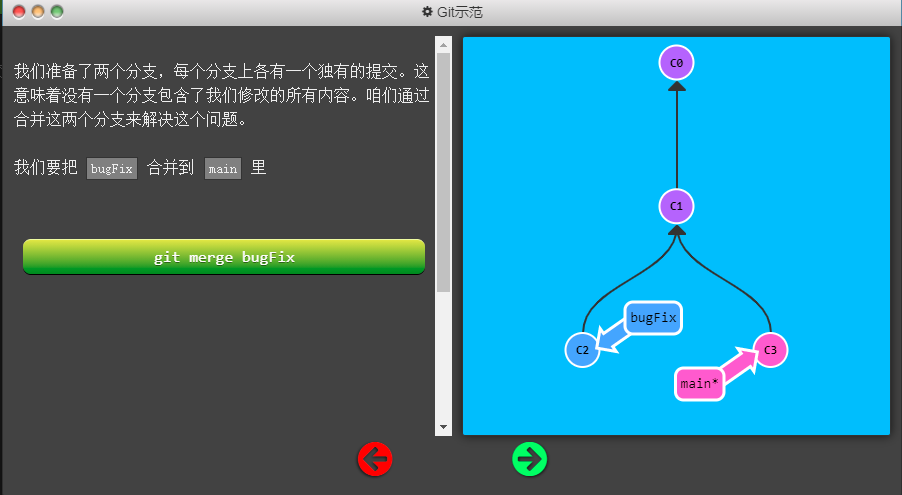 Git示范
我们准备了两个分支，每个分支上各有一个独有的提交。这
意味着没有一个分支包含了我们修改的所有内容。咱们通过
合并这两个分支来解决这个问题。
我们要把 bugFix 合并到 main 里
git merge bugFix
C0
C1
bugFix
C2
C3
main*